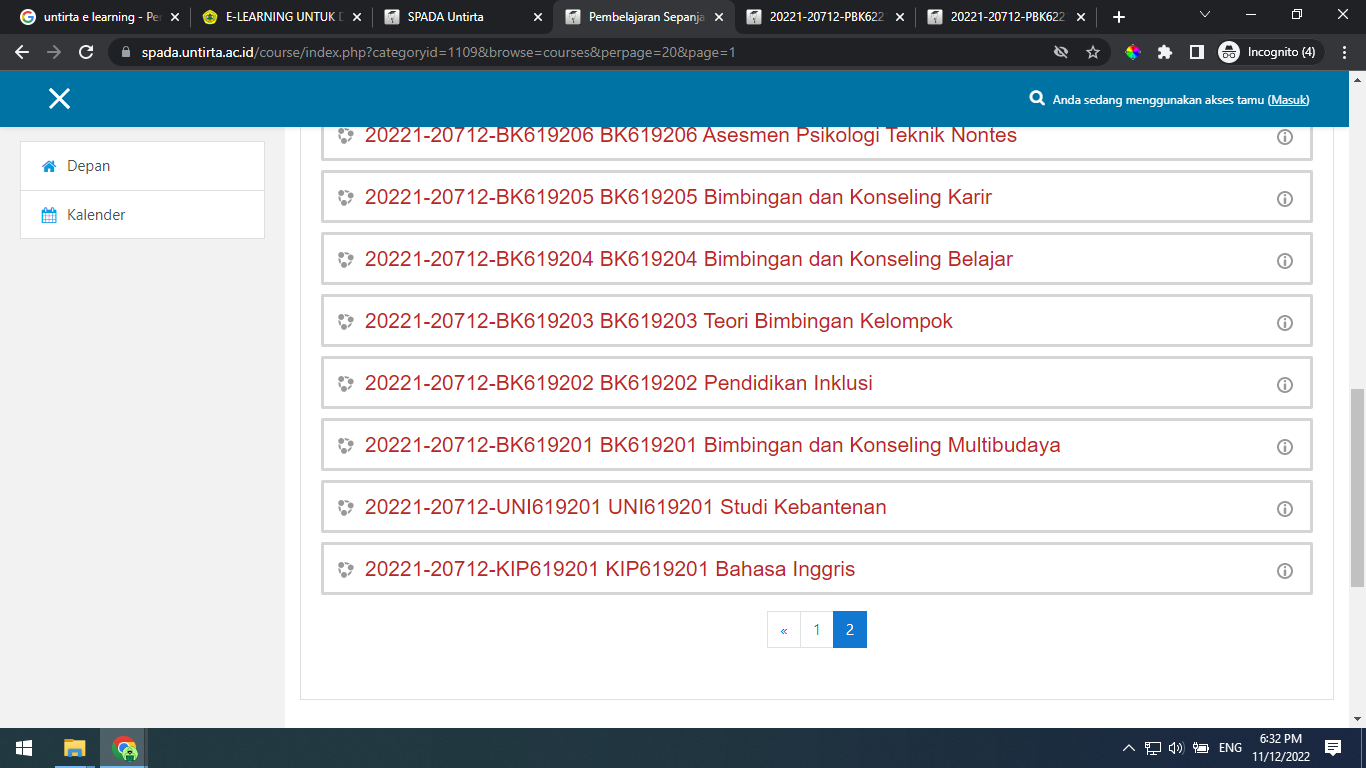 untirta e learning - Pe
E-LEARNING UNTUK
SPADA Untirta
Pembelajaran Sepanja
20221-20712-PBK622
20221-20712-PBK622
spada.untirta.ac.id/course/index.php?categoryid=1109&browse=courses&perpage=20&page=1
Incognito (4)
Anda sedang menggunakan akses tamu (Masuk)
Depan
Kalender
20221-20712-BK619206 BK619206 Asesmen Psikologi Teknik Nontes
20221-20712-BK619205 BK619205 Bimbingan dan Konseling Karir
20221-20712-BK619204 BK619204 Bimbingan dan Konseling Belajar
20221-20712-BK619203 BK619203 Teori Bimbingan Kelompok
20221-20712-BK619202 BK619202 Pendidikan Inklusi
20221-20712-BK619201 BK619201 Bimbingan dan Konseling Multibudaya
20221-20712-UNI619201 UNI619201 Studi Kebantenan
20221-20712-KIP619201 KIP619201 Bahasa Inggris
« 1 2
ENG
6:32 PM
11/12/2022